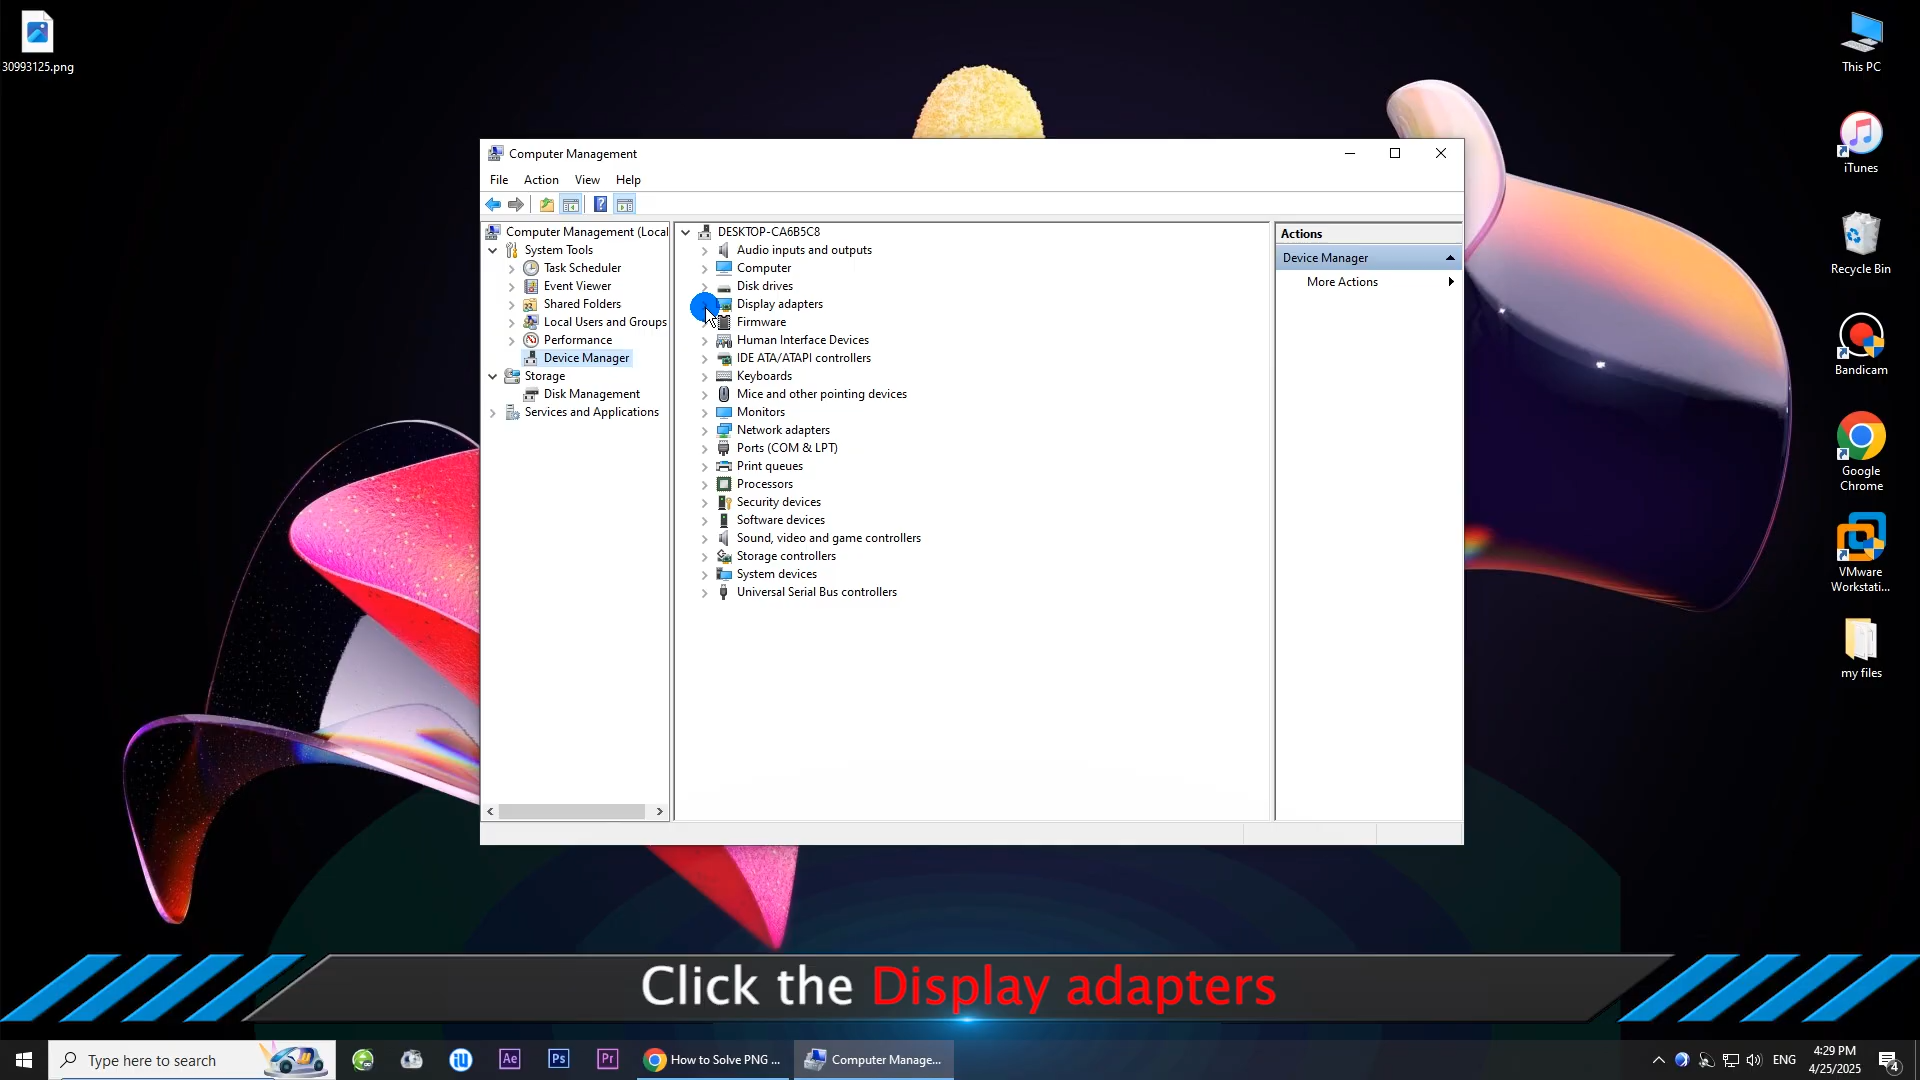 30993125.png
This PC
iTunes
Recycle Bin
Bandicam
Google
Chrome
VMware
Workstati...
my files
Computer Management
File Action View Help
Computer Management (Local
System Tools
Task Scheduler
Event Viewer
Shared Folders
Local Users and Groups
Performance
Device Manager
Storage
Disk Management
Services and Applications
DESKTOP-CA6B5C8
Audio inputs and outputs
Computer
Disk drives
Display adapters
Firmware
Human Interface Devices
IDE ATA/ATAPI controllers
Keyboards
Mice and other pointing devices
Monitors
Network adapters
Ports (COM & LPT)
Print queues
Processors
Security devices
Software devices
Sound, video and game controllers
Storage controllers
System devices
Universal Serial Bus controllers
Actions
Device Manager
More Actions
Click the Display adapters
Type here to search
Ae
Ps
Pr
How to Solve PNG ...
Computer Manage...
ENG
4:29 PM
4/25/2025
4